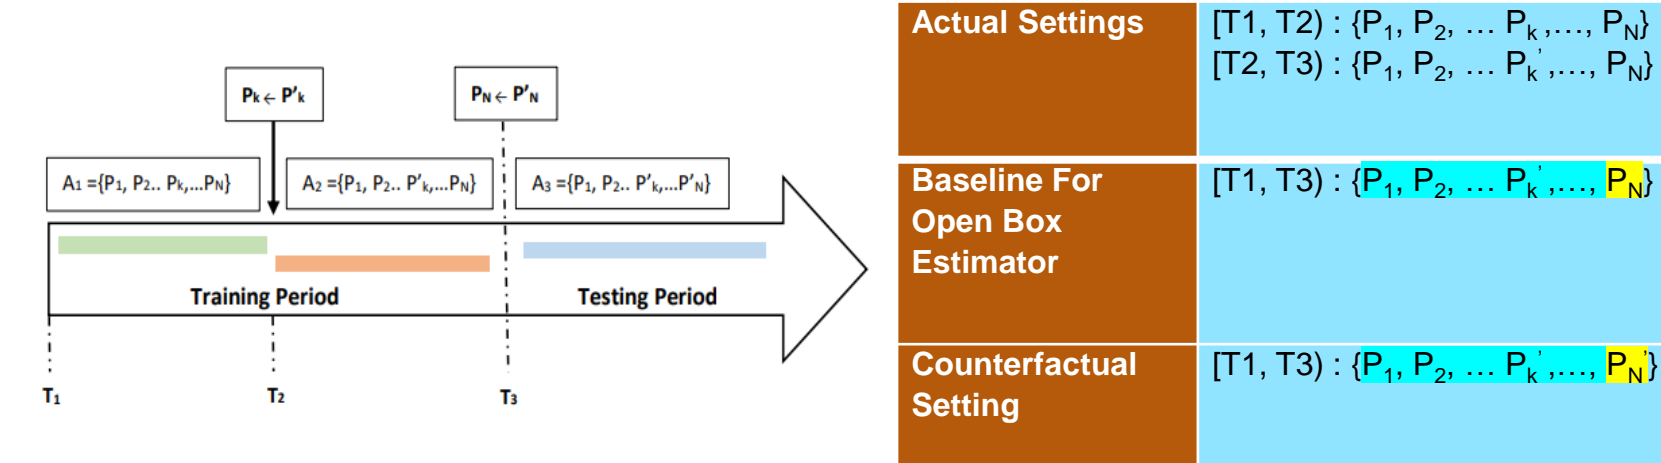 Pk ← P'k
PN ← P'N
A1 ={P1, P2.. Pk,...PN}
A2 ={P1, P2.. P'k,...PN}
A3 ={P1, P2.. P'k,...P'N}
Training Period
Testing Period
T1
T2
T3
Actual Settings
[T1, T2) : {P1, P2, … Pk ,…, PN}
[T2, T3) : {P1, P2, … Pk' ,…, PN}
Baseline For
Open Box
Estimator
[T1, T3) : {P1, P2, … Pk' ,…, PN}
Counterfactual
Setting
[T1, T3) : {P1, P2, … Pk' ,…, PN'}